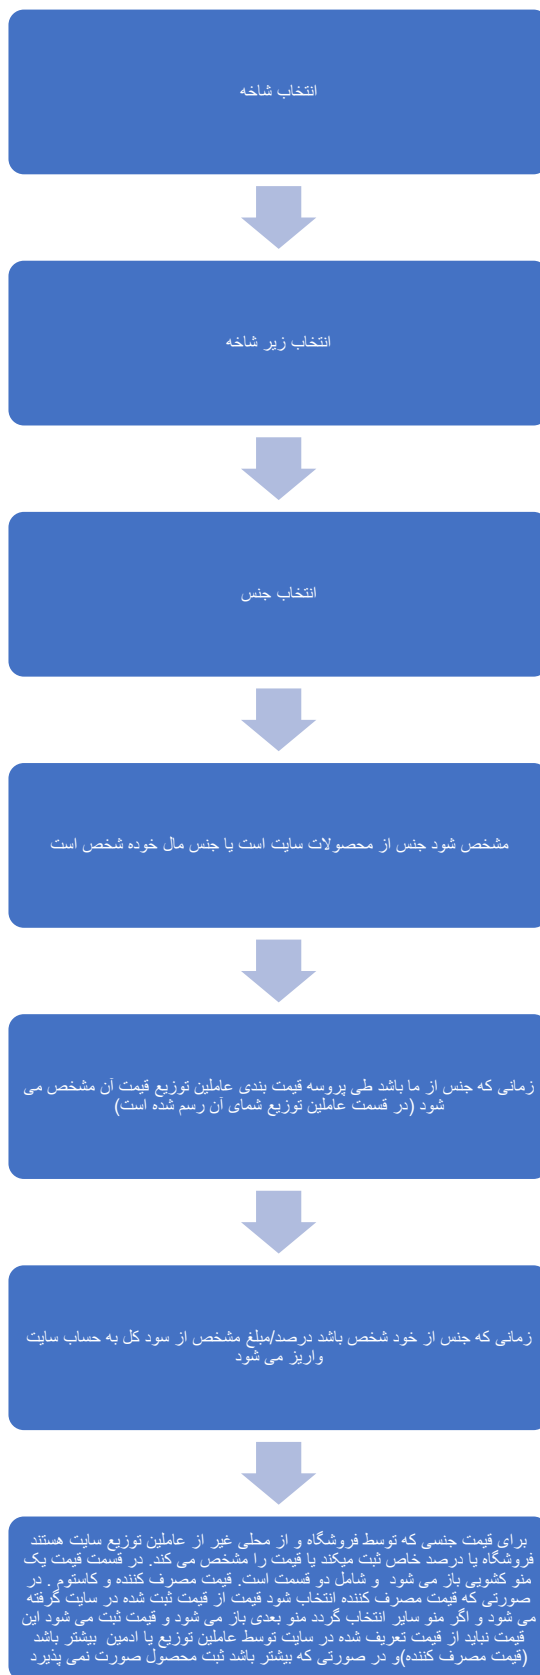 انتخاب شاخه
انتخاب زیر شاخه
انتخاب جنس
مشخص شود جنس از محصولات سایت است یا جنس مال خوده شخص است
زمانی که جنس از ما باشد طی پروسه قیمت بندی عاملین توزیع قیمت آن مشخص می
شود (در قسمت عاملین توزیع شمای آن رسم شده است)
زمانی که جنس از خود شخص باشد درصد/مبلغ مشخص از سود کل به حساب سایت
واریز می شود
برای قیمت جنسی که توسط فروشگاه و از محلی غیر از عاملین توزیع سایت هستند
فروشگاه یا درصد خاص ثبت میکند یا قیمت را مشخص می کند. در قسمت قیمت یک
منو کشویی باز می شود و شامل دو قسمت است. قیمت مصرف کننده و کاستوم . در
صورتی که قیمت مصرف کننده انتخاب شود قیمت از قیمت ثبت شده در سایت گرفته
می شود و اگر منو سایر انتخاب گردد منو بعدی باز می شود و قیمت ثبت می شود این
قیمت نباید از قیمت تعریف شده در سایت توسط عاملین توزیع یا ادمین بیشتر باشد
(قیمت مصرف کننده)و در صورتی که بیشتر باشد ثبت محصول صورت نمی پذیرد